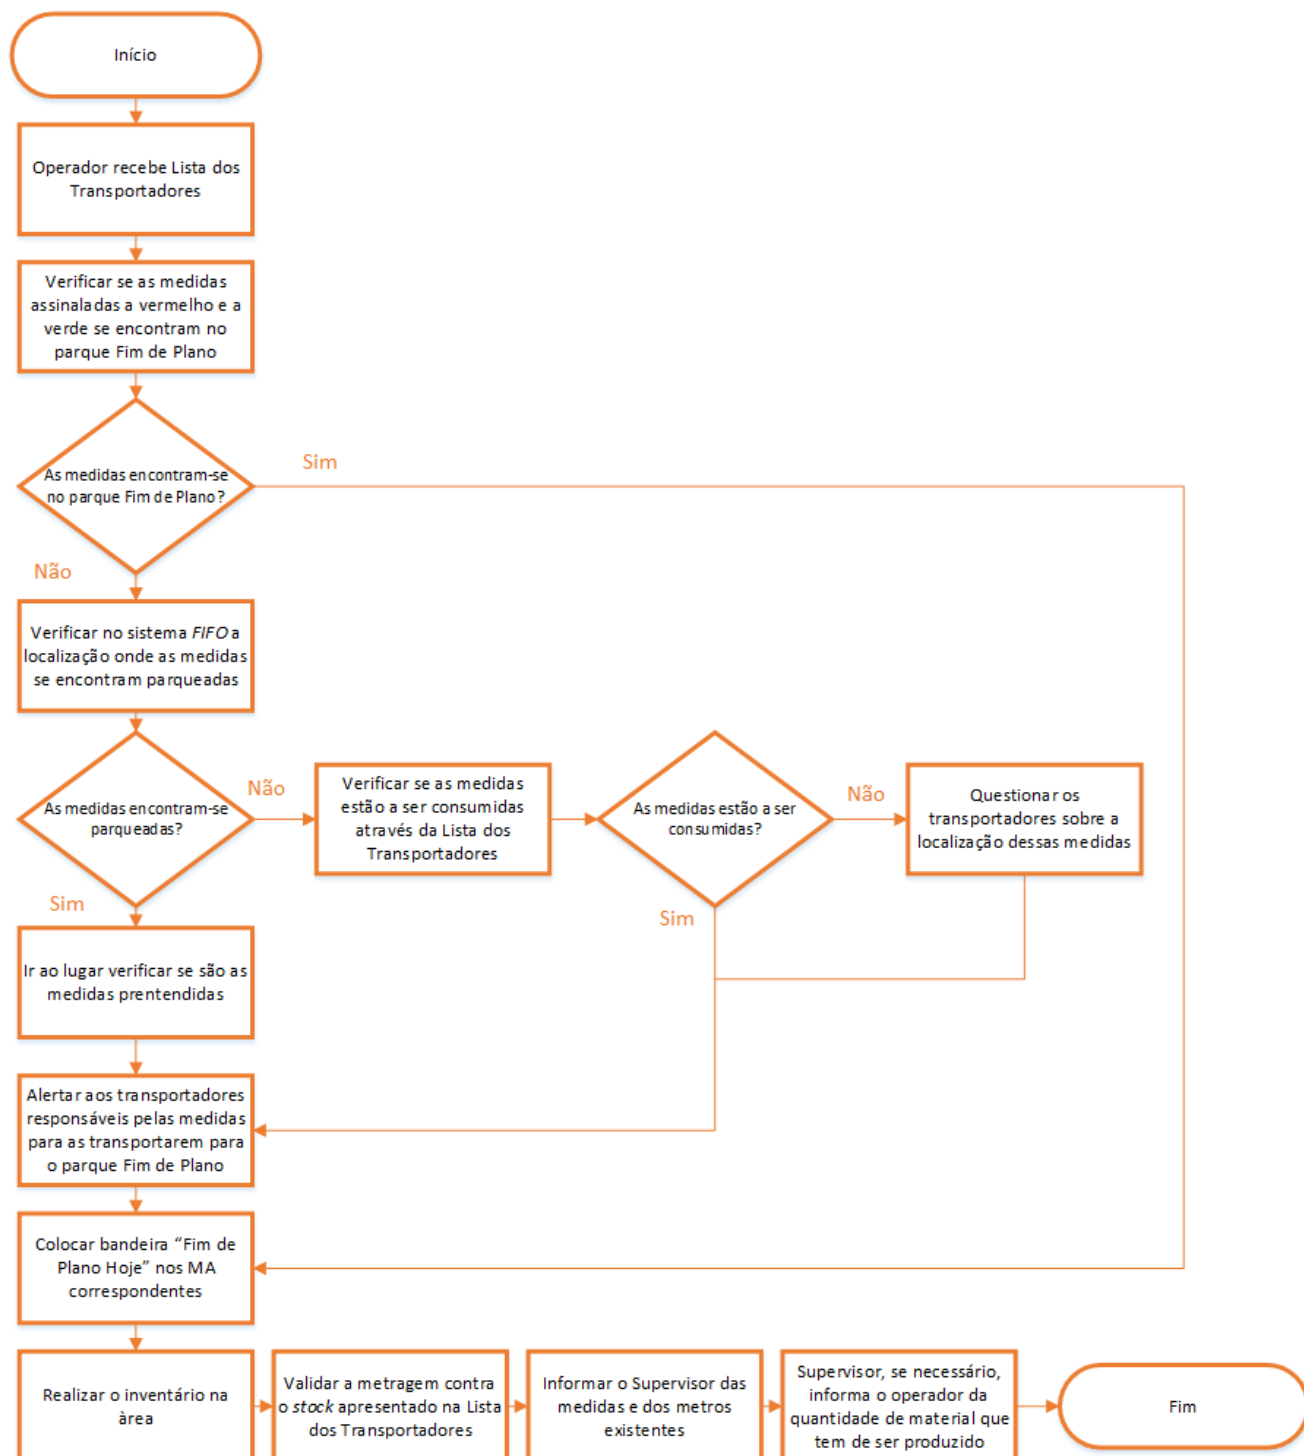 Início
Operador recebe Lista dos
Transportadores
Verificar se as medidas
assinaladas a vermelho e a
verde se encontram no
parque Fim de Plano
As medidas encontram-se
no parque Fim de Plano?
Sim
Não
Verificar no sistema FIFO a
localização onde as medidas
se encontram parqueadas
As medidas encontram-se
parqueadas?
Não
Verificar se as medidas
estão a ser consumidas
através da Lista dos
Transportadores
As medidas estão a ser
consumidas?
Não
Questionar os
transportadores sobre a
localização dessas medidas
Sim
Sim
Ir ao lugar verificar se são as
medidas prentendidas
Alertar aos transportadores
responsáveis pelas medidas
para as transportarem para
o parque Fim de Plano
Colocar bandeira “Fim de
Plano Hoje” nos MA
correspondentes
Realizar o inventário na
àrea
Validar a metragem contra
o stock apresentado na Lista
dos Transportadores
Informar o Supervisor das
medidas e dos metros
existentes
Supervisor, se necessário,
informa o operador da
quantidade de material que
tem de ser produzido
Fim